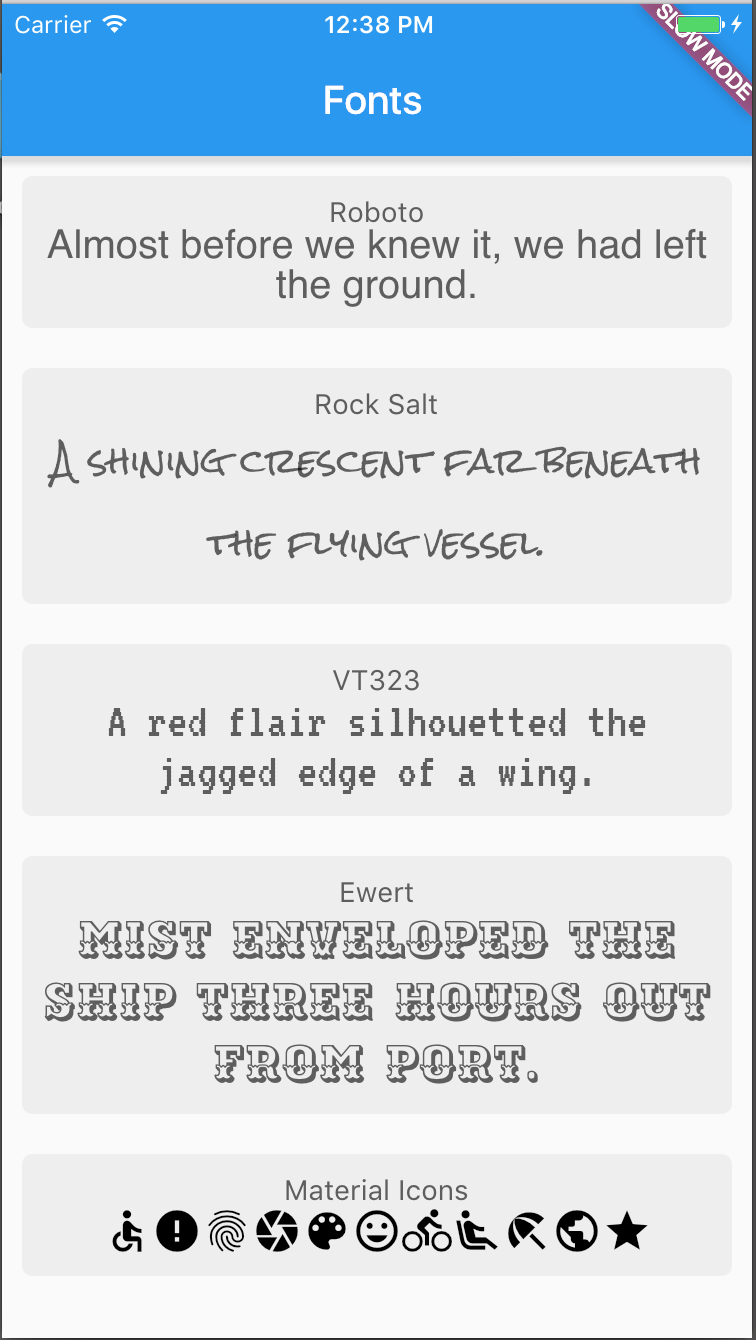 Carrier 12:38 PM
SLOW MODE
Fonts
Roboto
Almost before we knew it, we had left
the ground.
Rock Salt
A shining crescent far beneath
the flying vessel.
VT323
A red flair silhouetted the
jagged edge of a wing.
Ewert
MIST ENVELOPED THE
SHIP THREE HOURS OUT
FROM PORT.
Material Icons